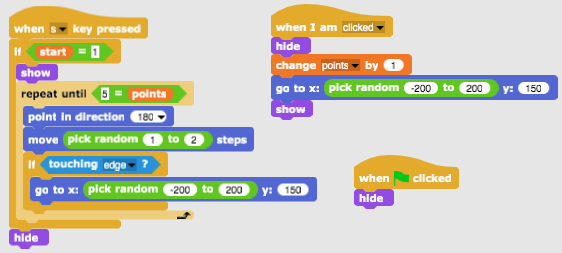 when s key pressed
if start = 1
show
repeat until 5 = points
point in direction 180
move pick random 1 to 2 steps
if touching edge ?
go to x: pick random -200 to 200 y: 150
hide
when I am clicked
hide
change points by 1
go to x: pick random -200 to 200 y: 150
show
when clicked
hide